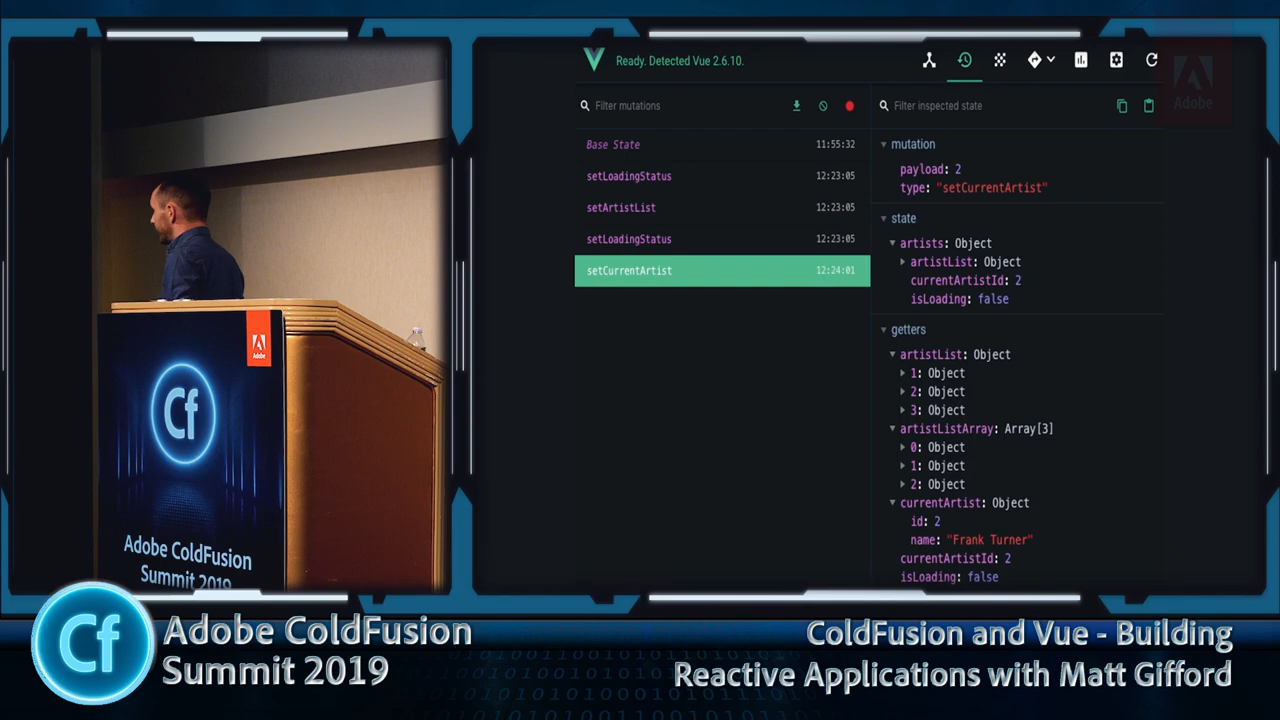 Ready. Detected Vue 2.6.10.
Filter mutations
Filter inspected state
Base State 11:55:32
setLoadingStatus 12:23:05
setArtistList 12:23:05
setLoadingStatus 12:23:05
setCurrentArtist 12:24:01
mutation
payload: 2
type: "setCurrentArtist"
state
artists: Object
artistList: Object
currentArtistId: 2
isLoading: false
getters
artistList: Object
1: Object
2: Object
3: Object
artistListArray: Array[3]
0: Object
1: Object
2: Object
currentArtist: Object
id: 2
name: "Frank Turner"
currentArtistId: 2
isLoading: false
Adobe
Adobe
Cf
Adobe ColdFusion
Summit 2019
Cf
Adobe ColdFusion
Summit 2019
ColdFusion and Vue - Building
Reactive Applications with Matt Gifford